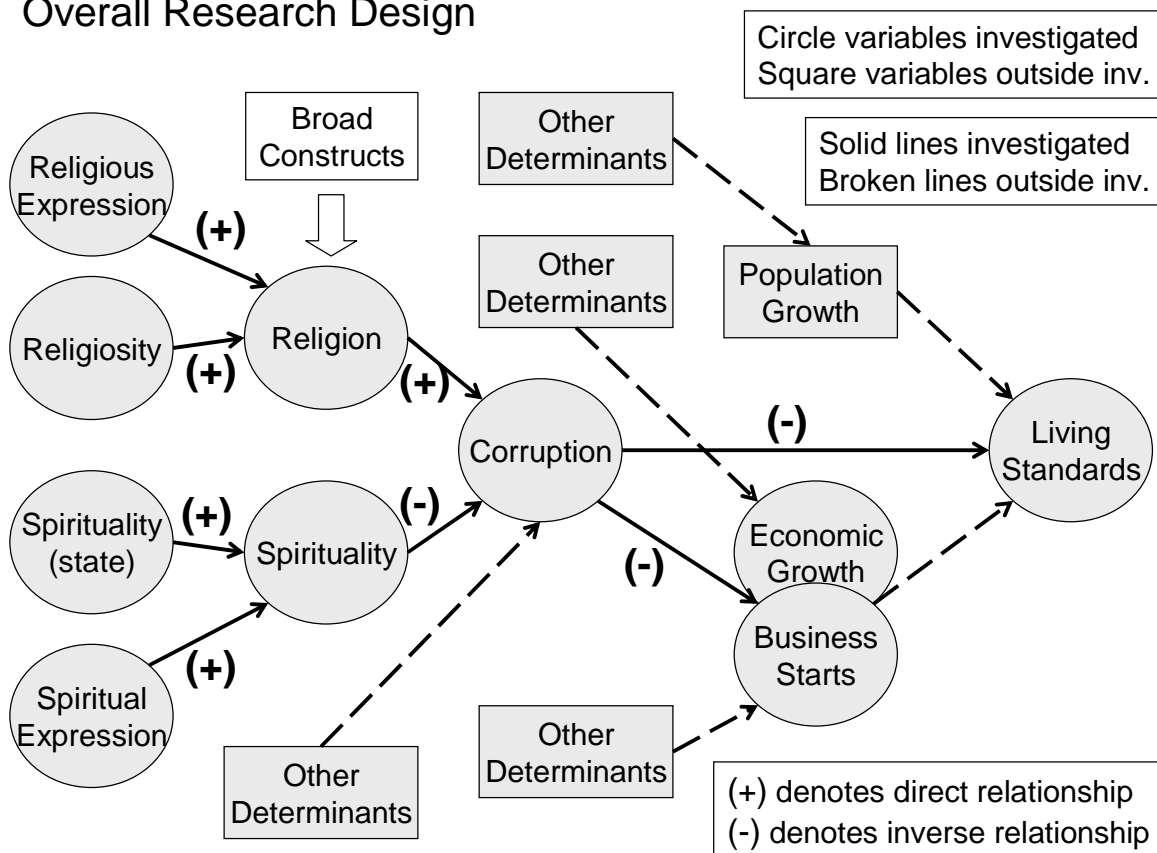 Overall Research Design
Circle variables investigated
Square variables outside inv.
Solid lines investigated
Broken lines outside inv.
Broad
Constructs
Other
Determinants
Religious
Expression
(+)
Other
Determinants
Population
Growth
Religiosity
(+)
Religion
(+)
Corruption
(-)
Living
Standards
Spirituality
(state)
(+)
Spirituality
(-)
(-)
Economic
Growth
Business
Starts
Spiritual
Expression
(+)
Other
Determinants
Other
Determinants
(+) denotes direct relationship
(-) denotes inverse relationship